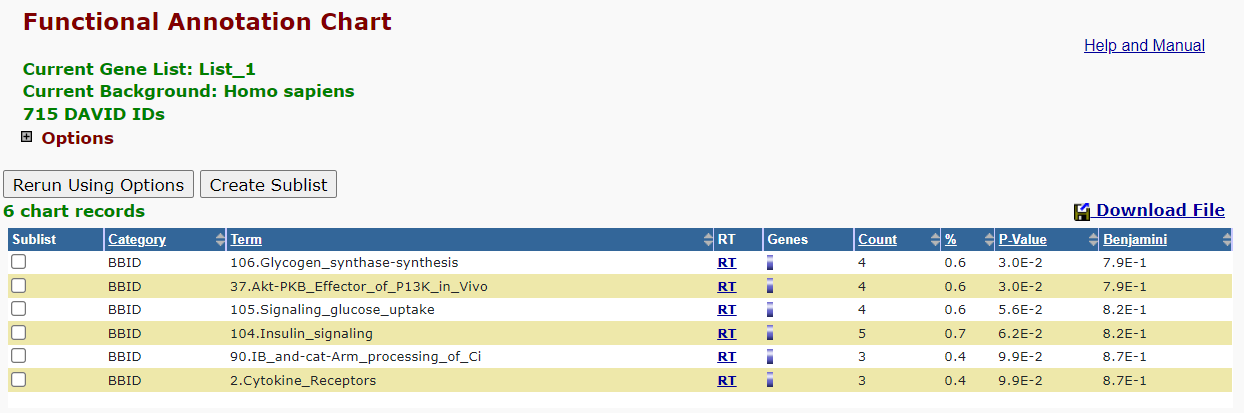 Functional Annotation Chart
Help and Manual
Current Gene List: List_1
Current Background: Homo sapiens
715 DAVID IDs
Options
Rerun Using Options Create Sublist
6 chart records Download File
Sublist Category Term RT Genes Count % P-Value Benjamini
BBID 106.Glycogen_synthase-synthesis RT 4 0.6 3.0E-2 7.9E-1
BBID 37.Akt-PKB_Effector_of_P13K_in_Vivo RT 4 0.6 3.0E-2 7.9E-1
BBID 105.Signaling_glucose_uptake RT 4 0.6 5.6E-2 8.2E-1
BBID 104.Insulin_signaling RT 5 0.7 6.2E-2 8.2E-1
BBID 90.IB_and-cat-Arm_processing_of_Ci RT 3 0.4 9.9E-2 8.7E-1
BBID 2.Cytokine_Receptors RT 3 0.4 9.9E-2 8.7E-1